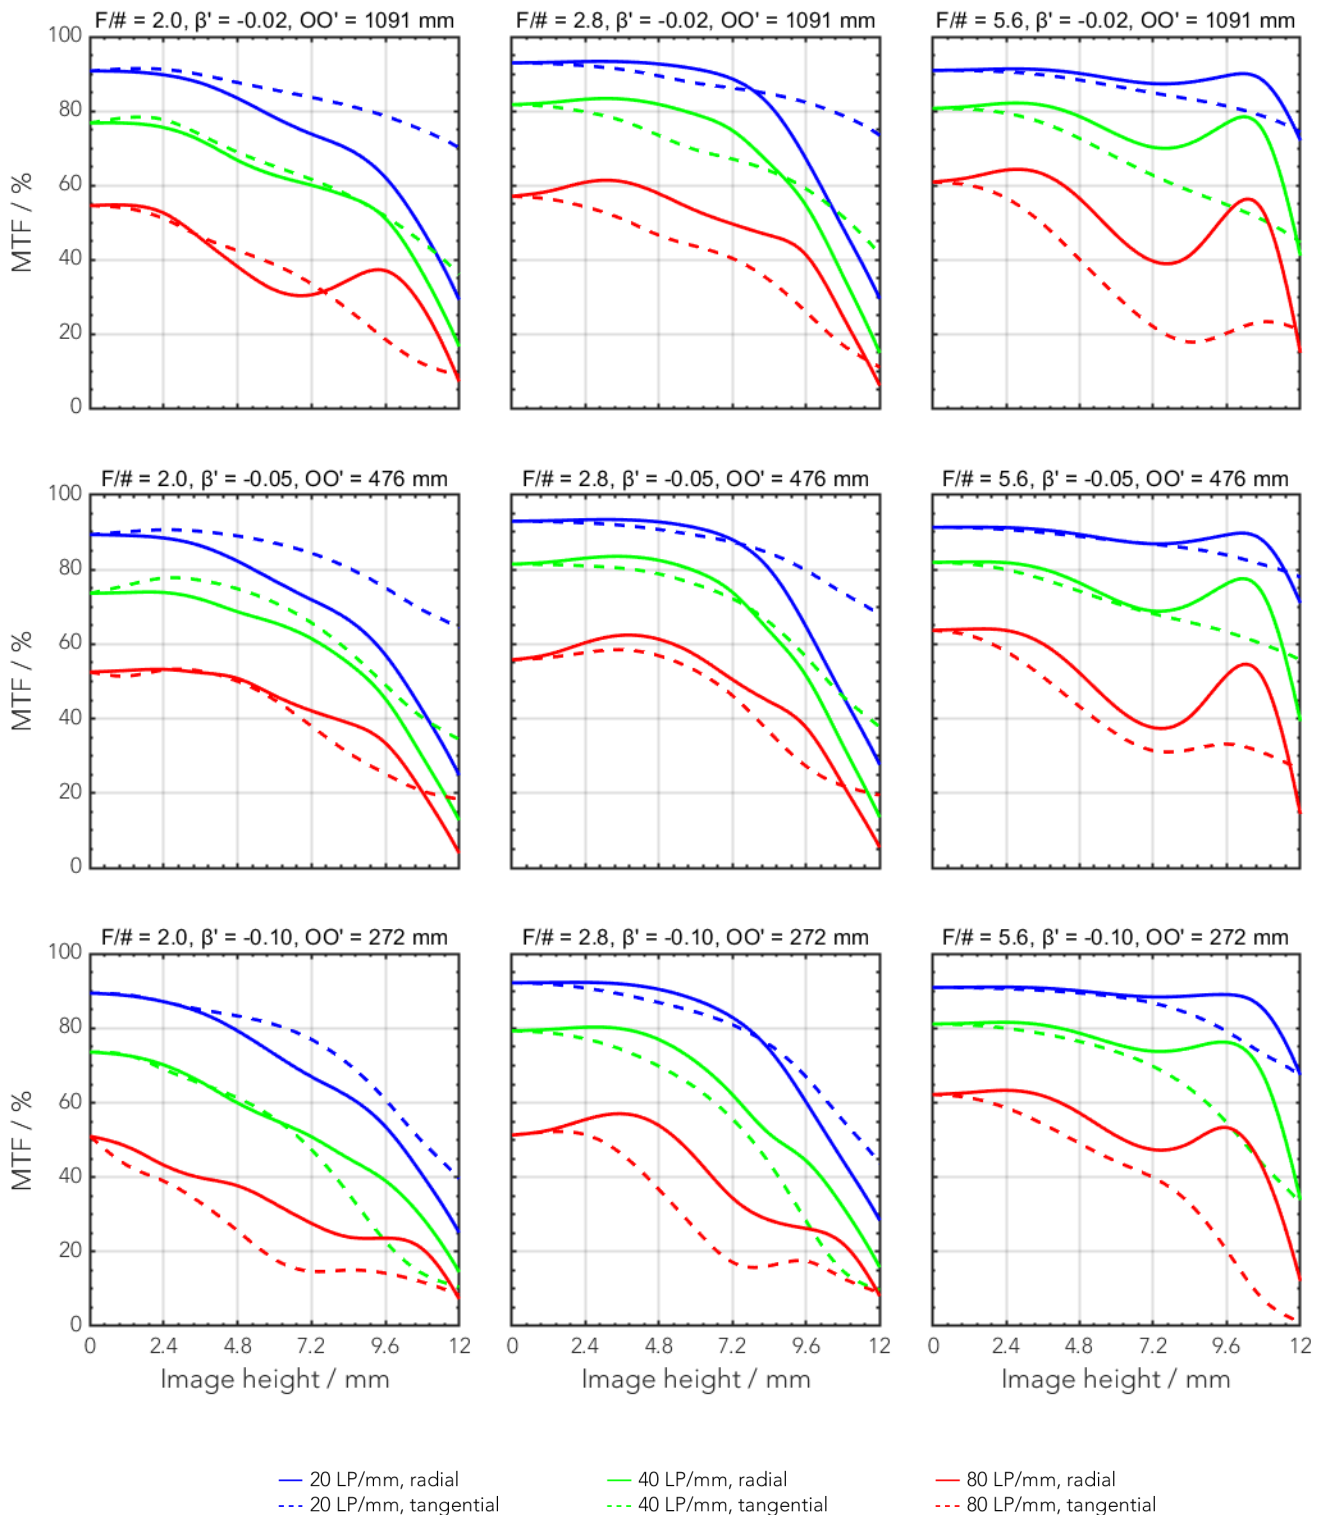 F/# = 2.0, β' = -0.02, OO' = 1091 mm
F/# = 2.8, β' = -0.02, OO' = 1091 mm
F/# = 5.6, β' = -0.02, OO' = 1091 mm
100
80
60
40
20
0
MTF / %
F/# = 2.0, β' = -0.05, OO' = 476 mm
F/# = 2.8, β' = -0.05, OO' = 476 mm
F/# = 5.6, β' = -0.05, OO' = 476 mm
100
80
60
40
20
0
MTF / %
F/# = 2.0, β' = -0.10, OO' = 272 mm
F/# = 2.8, β' = -0.10, OO' = 272 mm
F/# = 5.6, β' = -0.10, OO' = 272 mm
100
80
60
40
20
0
MTF / %
0 2.4 4.8 7.2 9.6 12
0 2.4 4.8 7.2 9.6 12
0 2.4 4.8 7.2 9.6 12
Image height / mm
Image height / mm
Image height / mm
20 LP/mm, radial
40 LP/mm, radial
80 LP/mm, radial
20 LP/mm, tangential
40 LP/mm, tangential
80 LP/mm, tangential